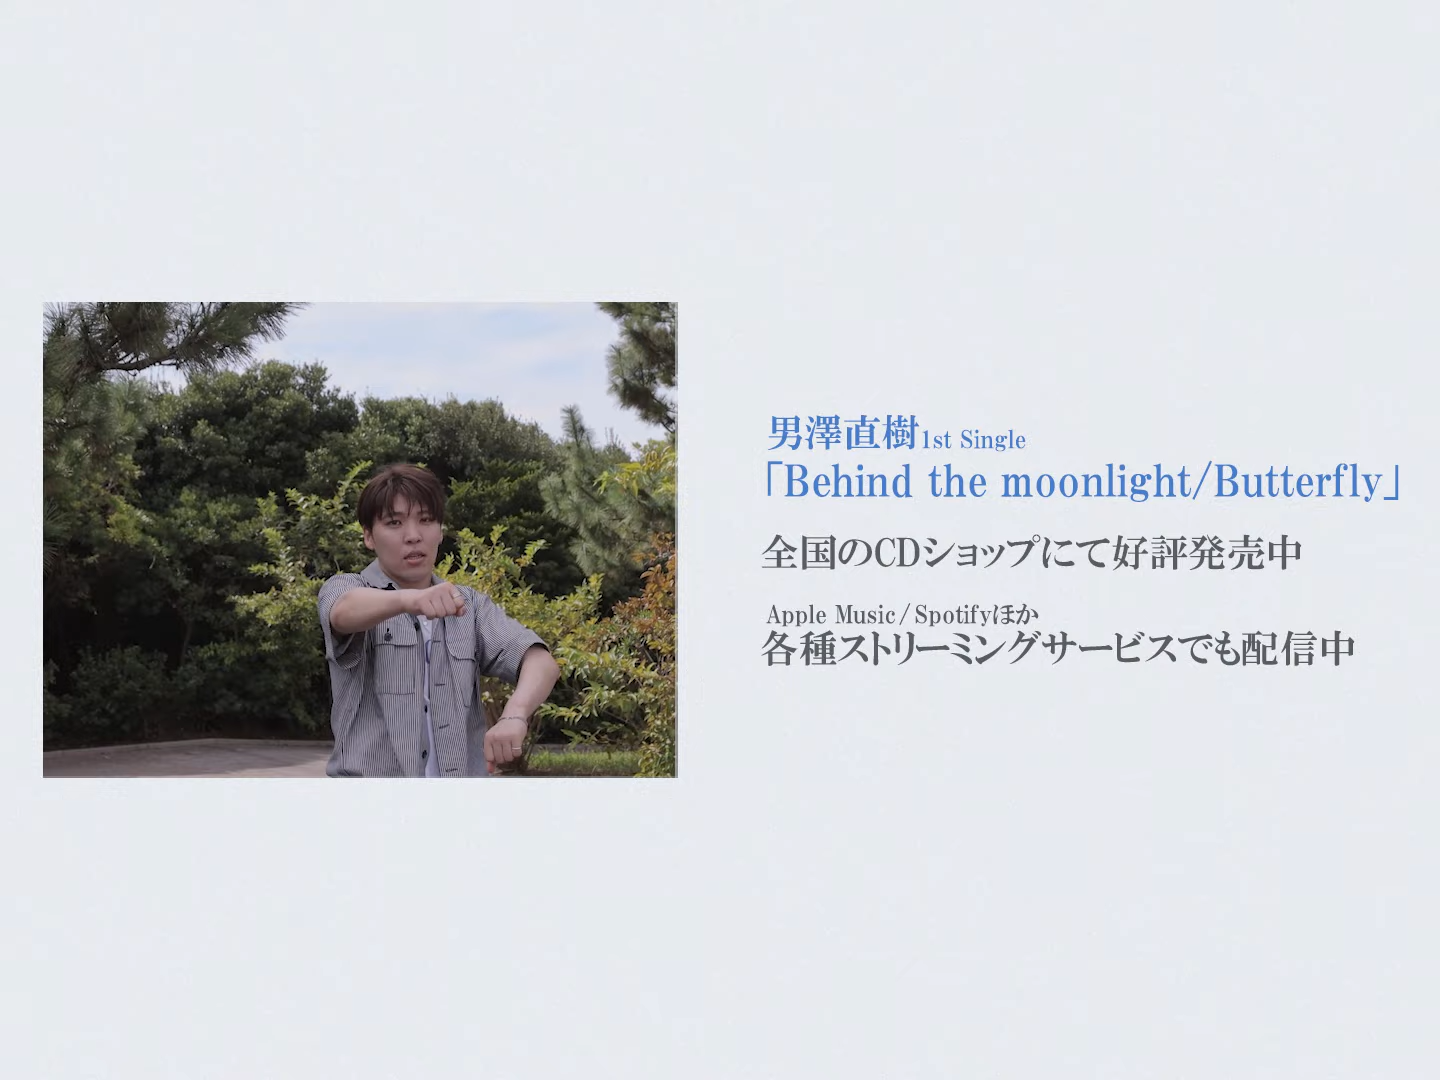 男澤直樹1st Single
「Behind the moonlight/Butterfly」
全国のCDショップにて好評発売中
Apple Music/Spotifyほか
各種ストリーミングサービスでも配信中